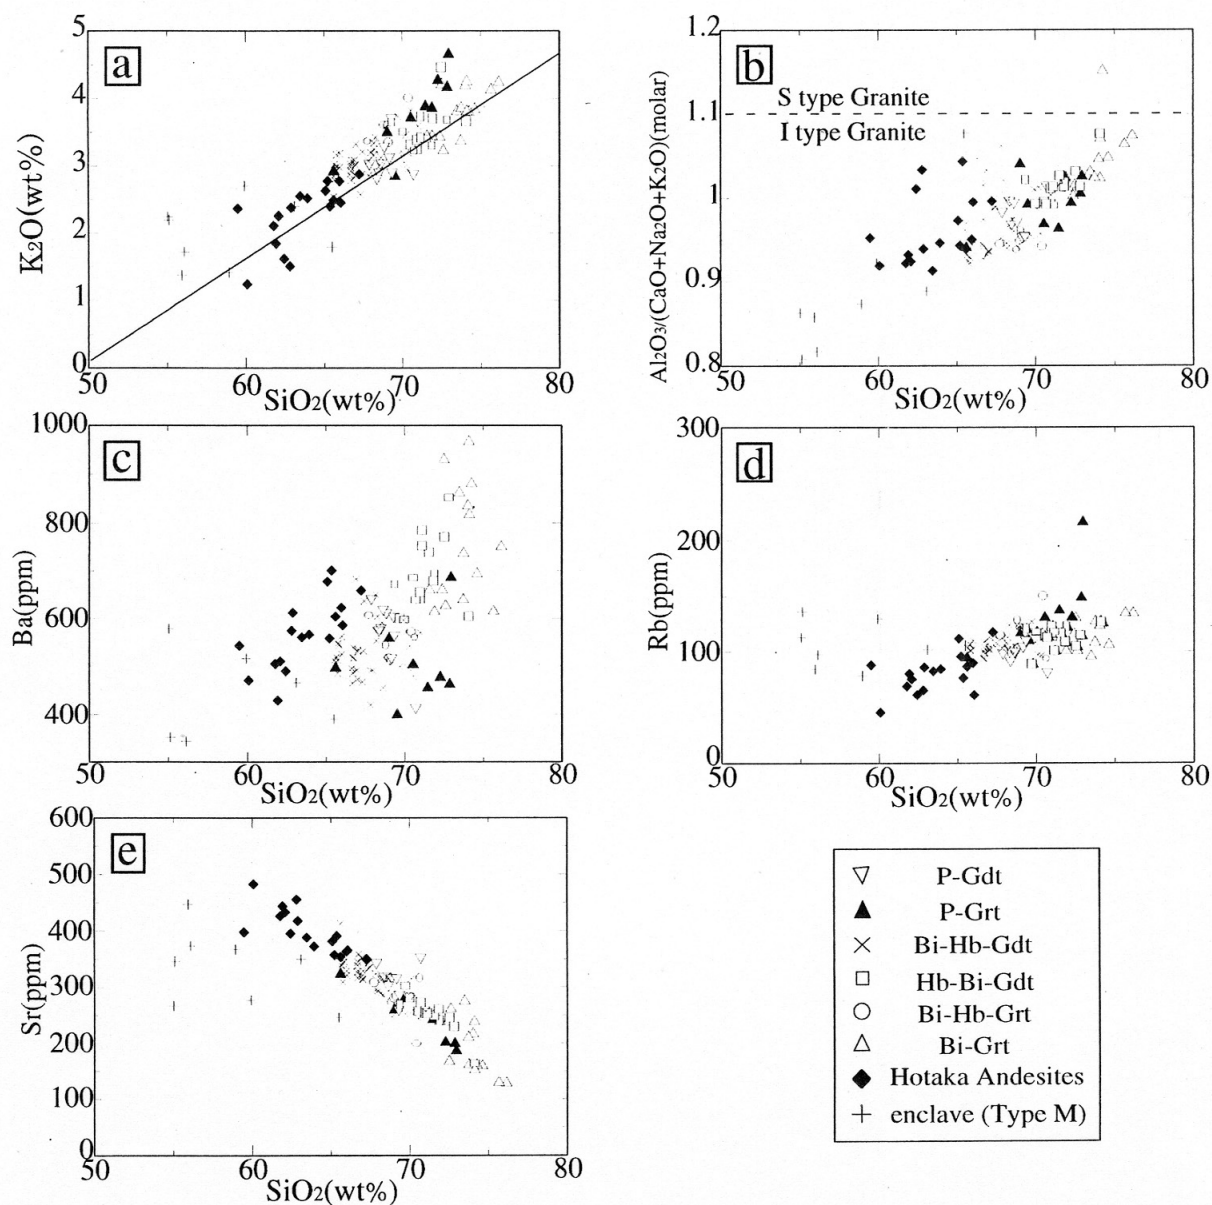 a
5
4
3
2
1
0
K2O(wt%)
50
60
70
80
SiO2(wt%)
b
1.2
1.1
1
0.9
0.8
Al2O3/(CaO+Na2O+K2O)(molar)
S type Granite
I type Granite
50
60
70
80
SiO2(wt%)
c
1000
800
600
400
Ba(ppm)
50
60
70
80
SiO2(wt%)
d
300
200
100
0
Rb(ppm)
50
60
70
80
SiO2(wt%)
e
600
500
400
300
200
100
0
Sr(ppm)
50
60
70
80
SiO2(wt%)
P-Gdt
P-Grt
Bi-Hb-Gdt
Hb-Bi-Gdt
Bi-Hb-Grt
Bi-Grt
Hotaka Andesites
enclave (Type M)